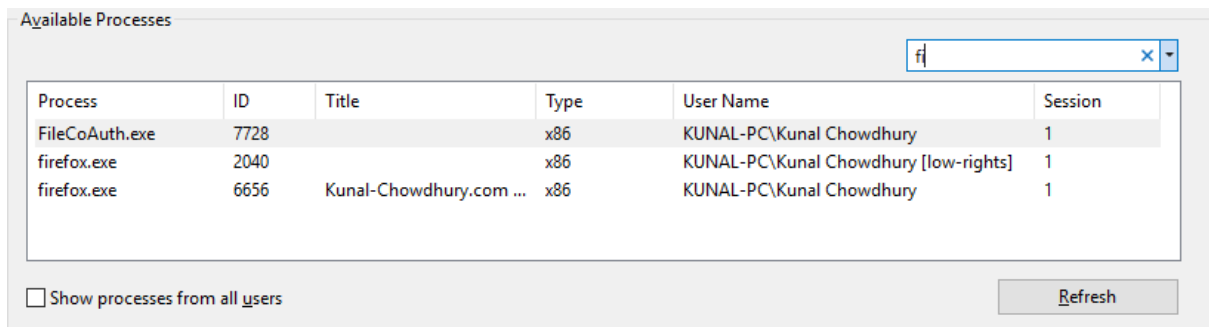 Available Processes
fi
Process ID Title Type User Name Session
FileCoAuth.exe 7728 x86 KUNAL-PC\Kunal Chowdhury 1
firefox.exe 2040 x86 KUNAL-PC\Kunal Chowdhury [low-rights] 1
firefox.exe 6656 Kunal-Chowdhury.com ... x86 KUNAL-PC\Kunal Chowdhury 1
Show processes from all users Refresh